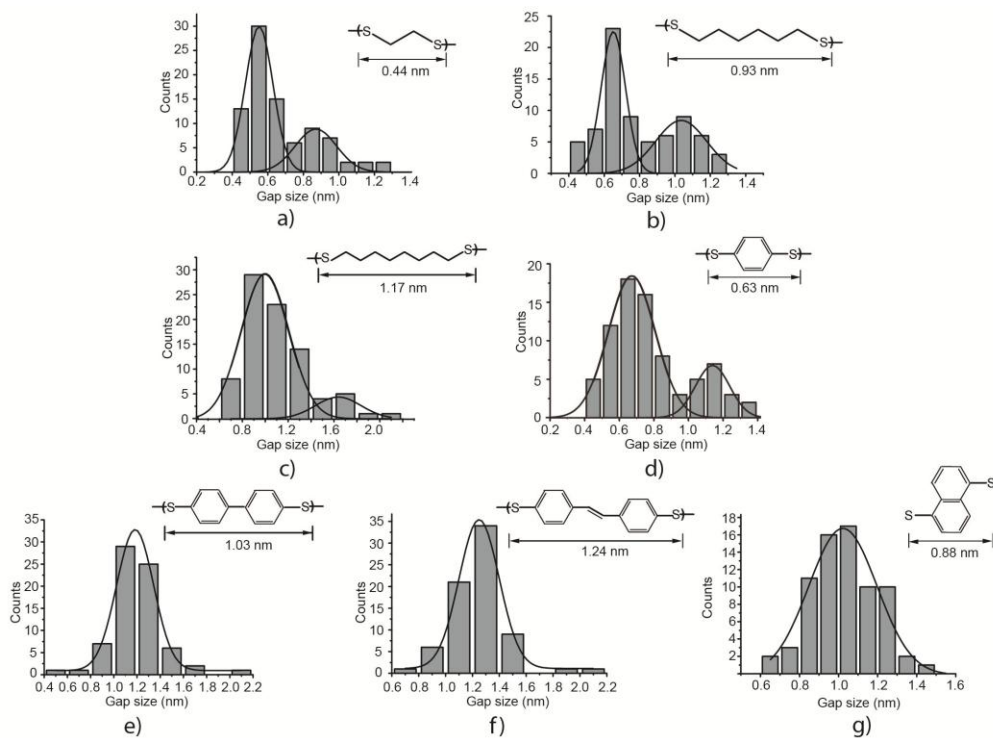 S
S
0.44 nm
30
25
20
15
10
5
0
Counts
0.2 0.4 0.6 0.8 1.0 1.2 1.4
Gap size (nm)
a)
S
S
0.93 nm
25
20
15
10
5
0
Counts
0.4 0.6 0.8 1.0 1.2 1.4
Gap size (nm)
b)
S
S
1.17 nm
30
25
20
15
10
5
0
Counts
0.4 0.8 1.2 1.6 2.0
Gap size (nm)
c)
S
S
0.63 nm
20
15
10
5
0
Counts
0.2 0.4 0.6 0.8 1.0 1.2 1.4
Gap size (nm)
d)
S
S
1.03 nm
35
30
25
20
15
10
5
0
Counts
0.4 0.6 0.8 1.0 1.2 1.4 1.6 1.8 2.0 2.2
Gap size (nm)
e)
S
S
1.24 nm
35
30
25
20
15
10
5
0
Counts
0.6 0.8 1.0 1.2 1.4 1.6 1.8 2.0 2.2
Gap size (nm)
f)
S
S
0.88 nm
18
16
14
12
10
8
6
4
2
Counts
0.6 0.8 1.0 1.2 1.4 1.6
Gap size (nm)
g)